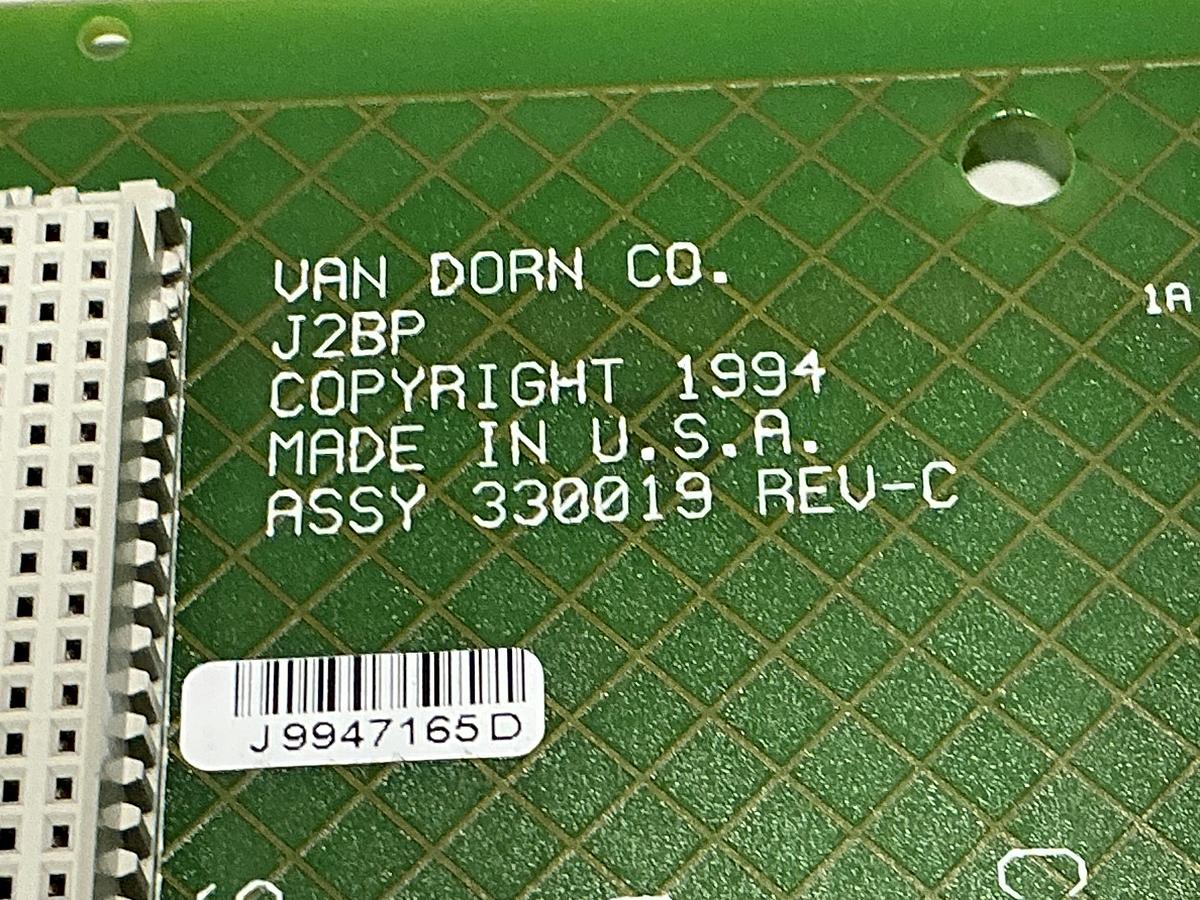 VAN DORN CO.
J2BP
COPYRIGHT 1994
MADE IN U.S.A.
ASSY 330019 REV-C
1A
J9947165D